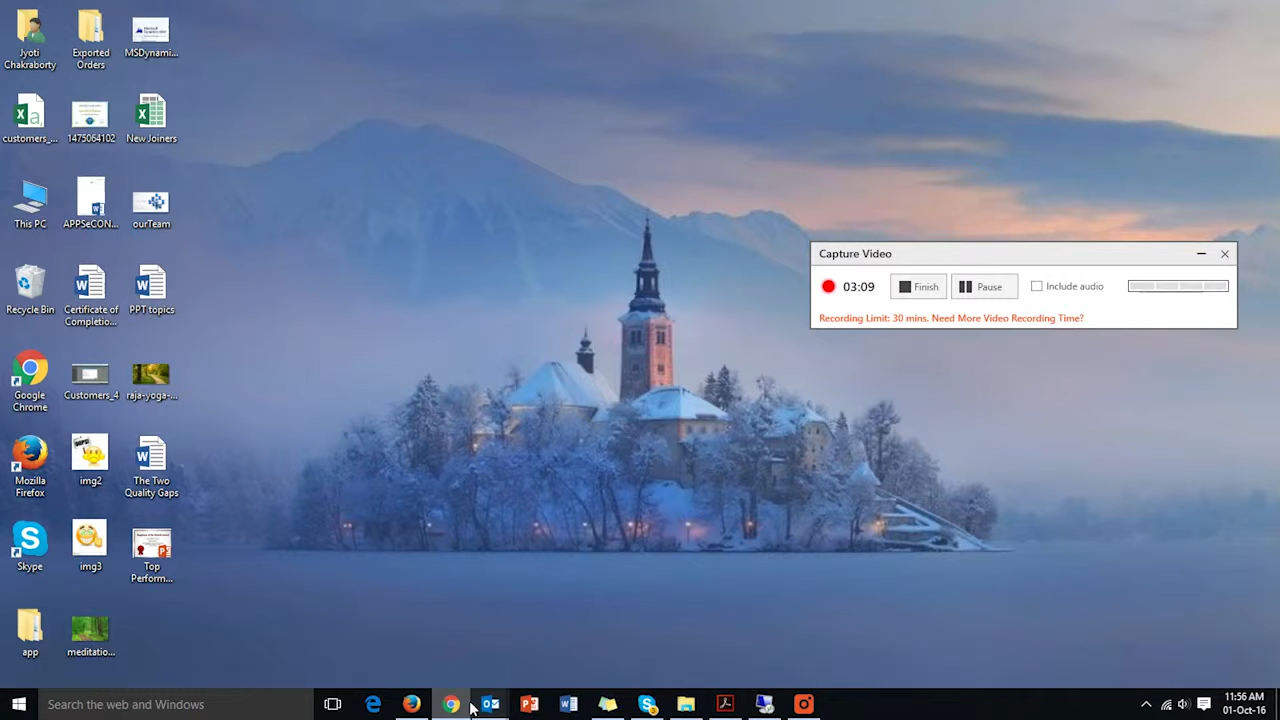 Jyoti
Chakraborty
Exported
Orders
MSDynami...
customers_...
1475064102
New Joiners
This PC
APPSeCON...
ourTeam
Recycle Bin
Certificate of
Completio...
PPT topics
Google
Chrome
Customers_4
raja-yoga-...
Mozilla
Firefox
img2
The Two
Quality Gaps
Skype
img3
Top
Perform...
app
meditatio...
Capture Video
03:09
Finish
Pause
Include audio
Recording Limit: 30 mins. Need More Video Recording Time?
Search the web and Windows
11:56 AM
01-Oct-16